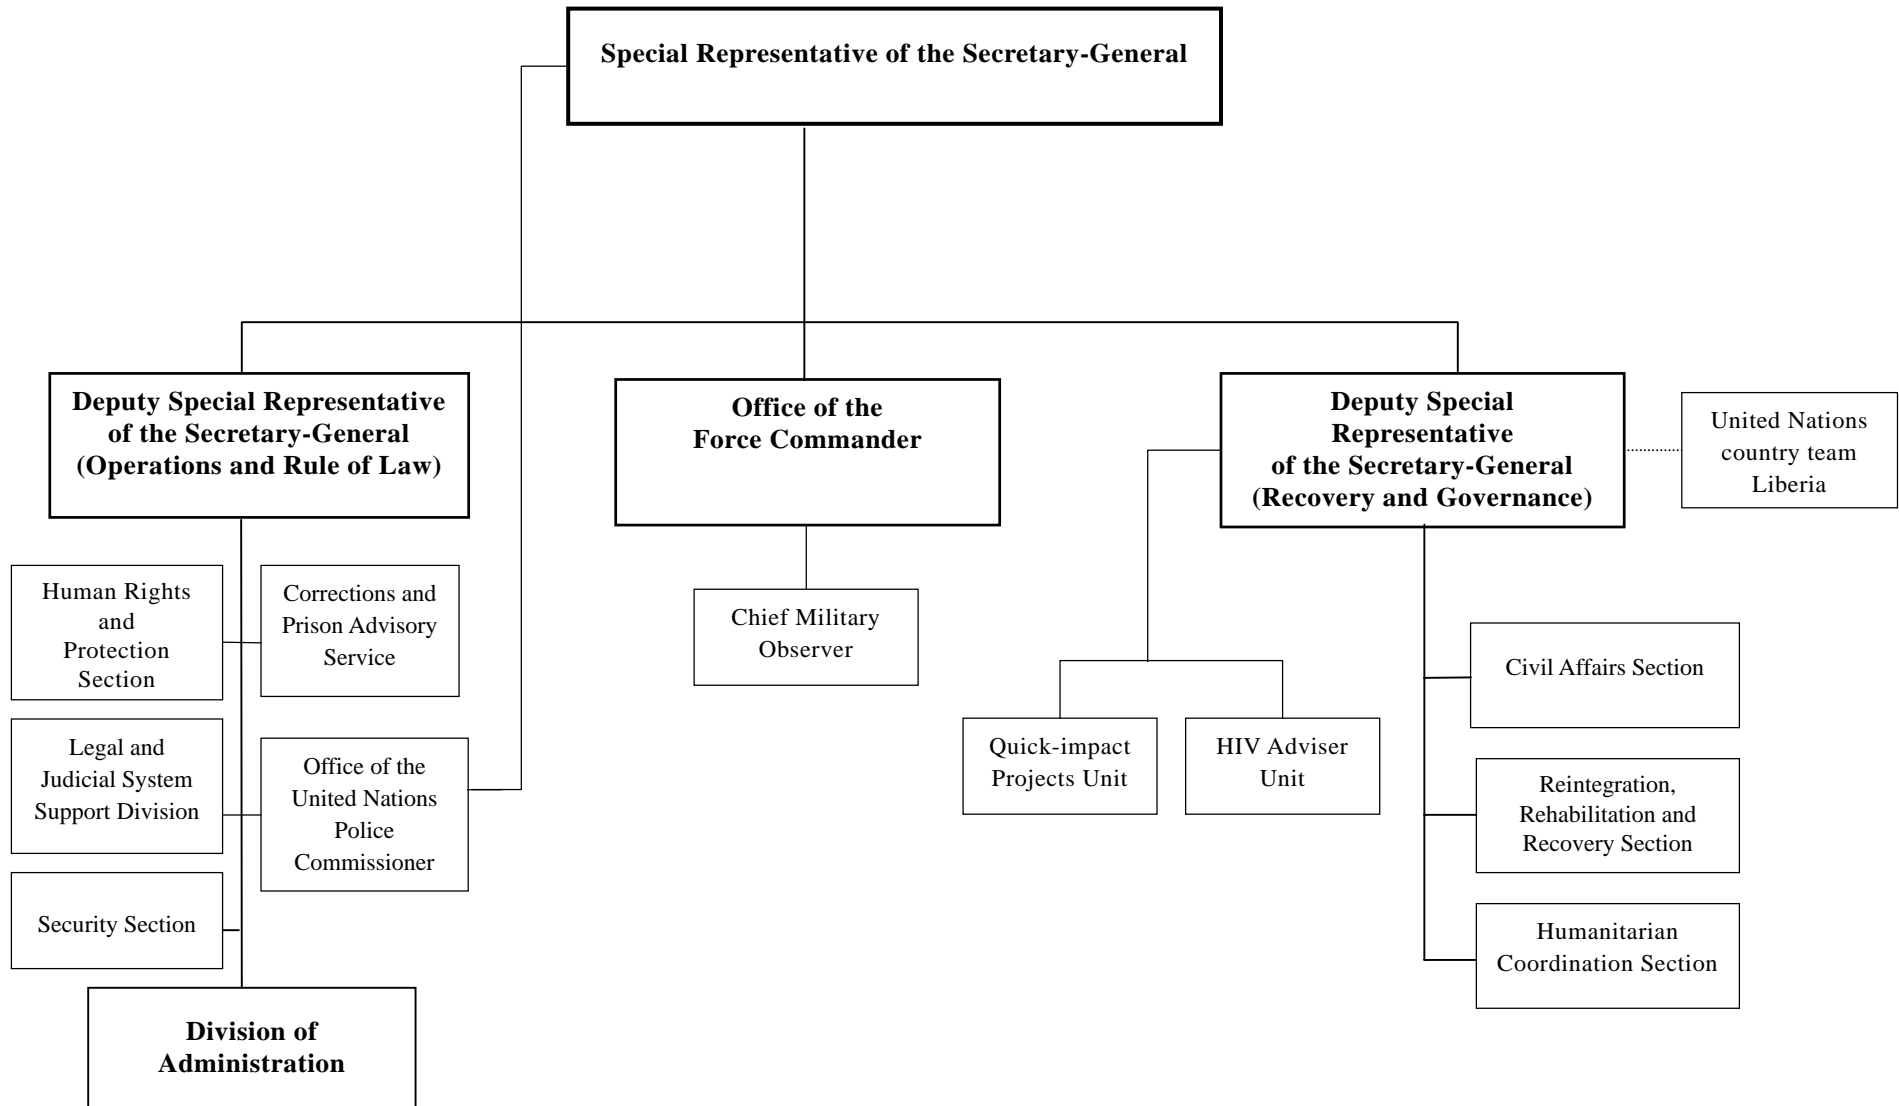 Special Representative of the Secretary-General
Deputy Special Representative
of the Secretary-General
(Operations and Rule of Law)
Office of the
Force Commander
Deputy Special
Representative
of the Secretary-General
(Recovery and Governance)
United Nations
country team
Liberia
Human Rights
and
Protection
Section
Corrections and
Prison Advisory
Service
Chief Military
Observer
Civil Affairs Section
Legal and
Judicial System
Support Division
Office of the
United Nations
Police
Commissioner
Quick-impact
Projects Unit
HIV Adviser
Unit
Reintegration,
Rehabilitation and
Recovery Section
Security Section
Humanitarian
Coordination Section
Division of
Administration